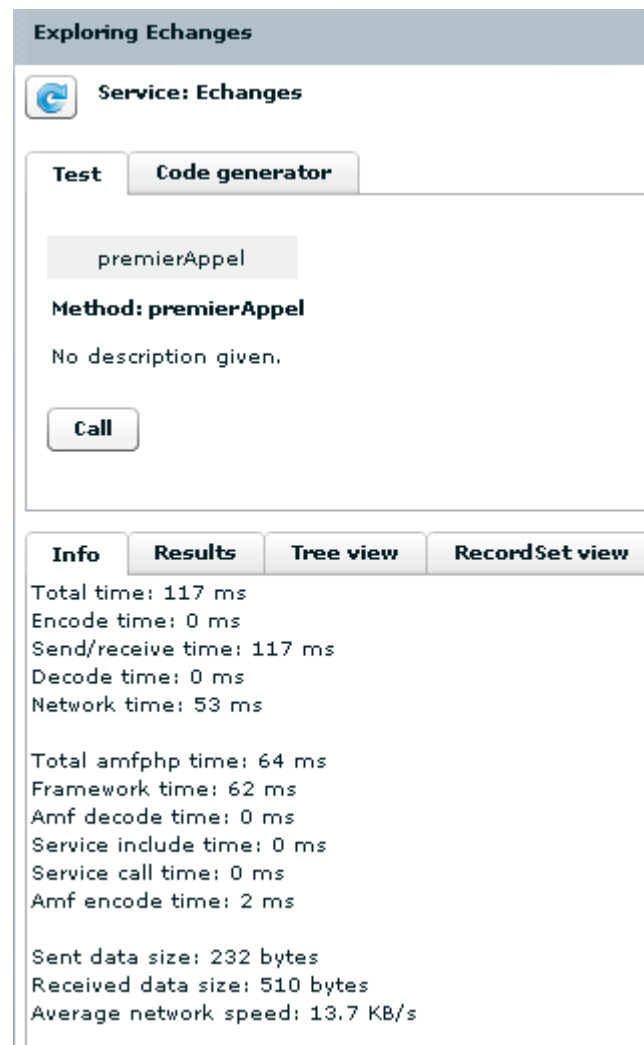 Exploring Echanges
Service: Echanges
Test
Code generator
premierAppel
Method: premierAppel
No description given.
Call
Info
Results
Tree view
RecordSet view
Total time: 117 ms
Encode time: 0 ms
Send/receive time: 117 ms
Decode time: 0 ms
Network time: 53 ms
Total amfphp time: 64 ms
Framework time: 62 ms
Amf decode time: 0 ms
Service include time: 0 ms
Service call time: 0 ms
Amf encode time: 2 ms
Sent data size: 232 bytes
Received data size: 510 bytes
Average network speed: 13.7 KB/s